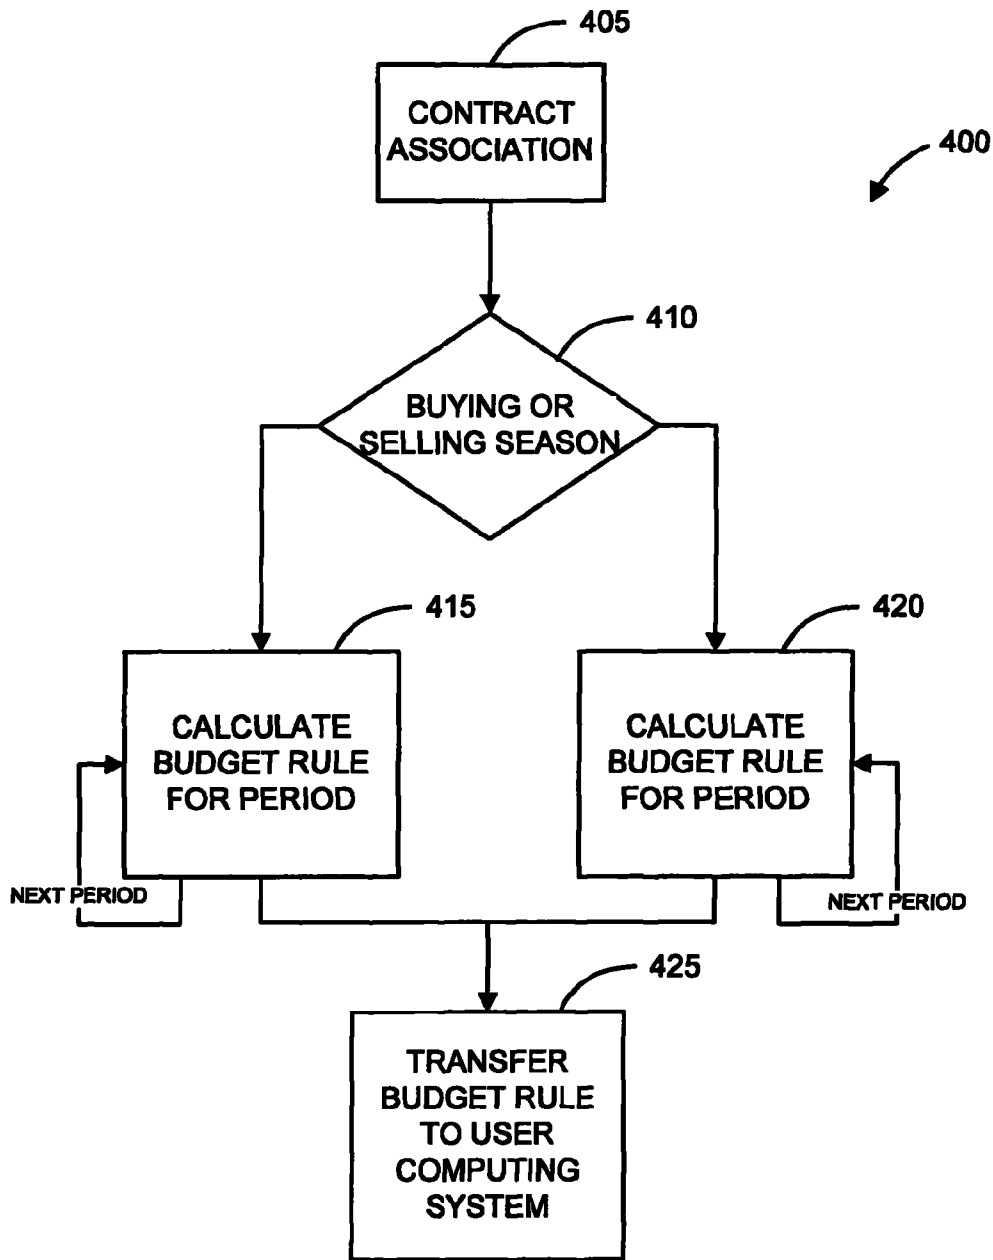 405
CONTRACT
ASSOCIATION
400
410
BUYING OR
SELLING SEASON
415
420
CALCULATE
BUDGET RULE
FOR PERIOD
CALCULATE
BUDGET RULE
FOR PERIOD
NEXT PERIOD
NEXT PERIOD
425
TRANSFER
BUDGET RULE
TO USER
COMPUTING
SYSTEM